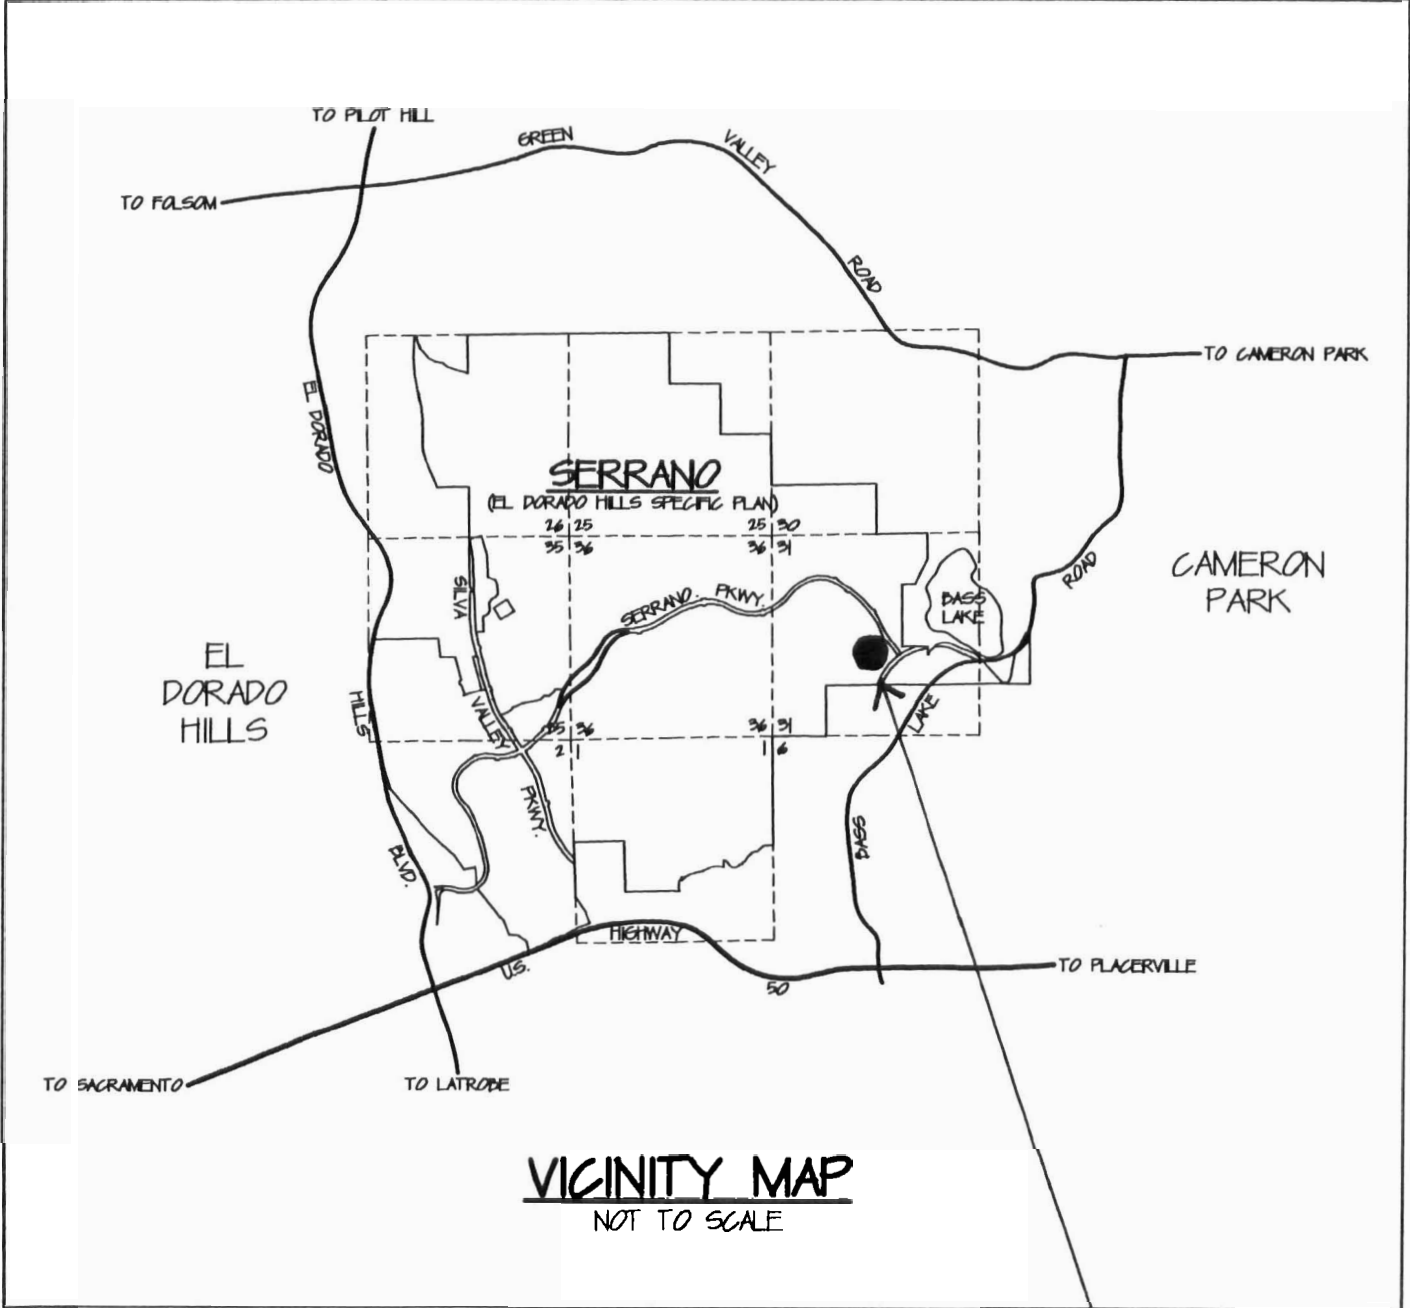 TO PILOT HILL
GREEN
VALLEY
TO FOLSOM
ROAD
TO CAMERON PARK
EL DORADO
SERRANO
(EL DORADO HILLS SPECIFIC PLAN)
26 25
25 30
35 36
36 31
ROAD
CAMERON
PARK
SILVA
SERRANO
PKWY.
BASS
LAKE
EL
DORADO
HILLS
HILLS
VALLEY
35 36
36 31
LAKE
2 1
1 6
PKWY.
BASS
BLVD.
HIGHWAY
U.S.
50
TO PLACERVILLE
TO SACRAMENTO
TO LATROBE
VICINITY MAP
NOT TO SCALE